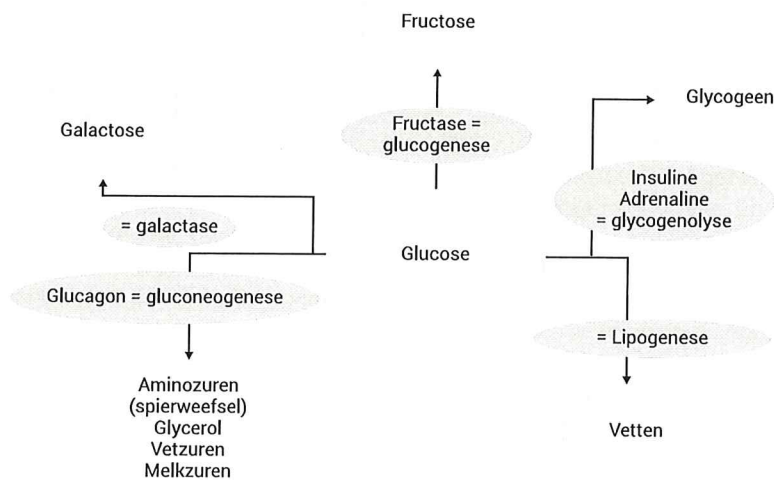 Fructose
Glycogeen
Galactose
Fructase =
glucogenese
Insuline
Adrenaline
= glycogenolyse
= galactase
Glucose
Glucagon = gluconeogenese
= Lipogenese
Aminozuren
(spierweefsel)
Glycerol
Vetzuren
Melkzuren
Vetten